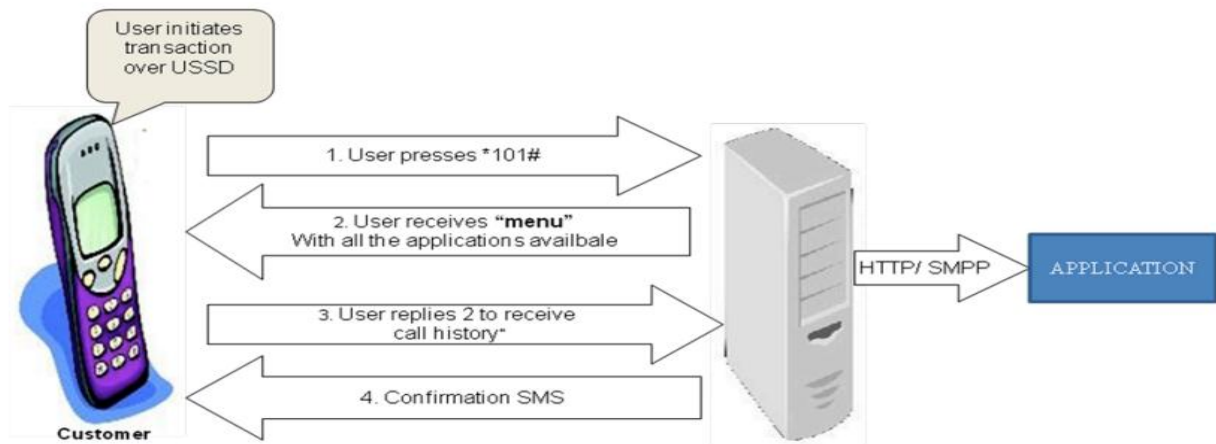 User initiates
transaction
over USSD
1. User presses *101#
2. User receives “menu”
With all the applications availbale
HTTP/ SMPP
APPLICATION
3. User replies 2 to receive
call history"
4. Confirmation SMS
Customer